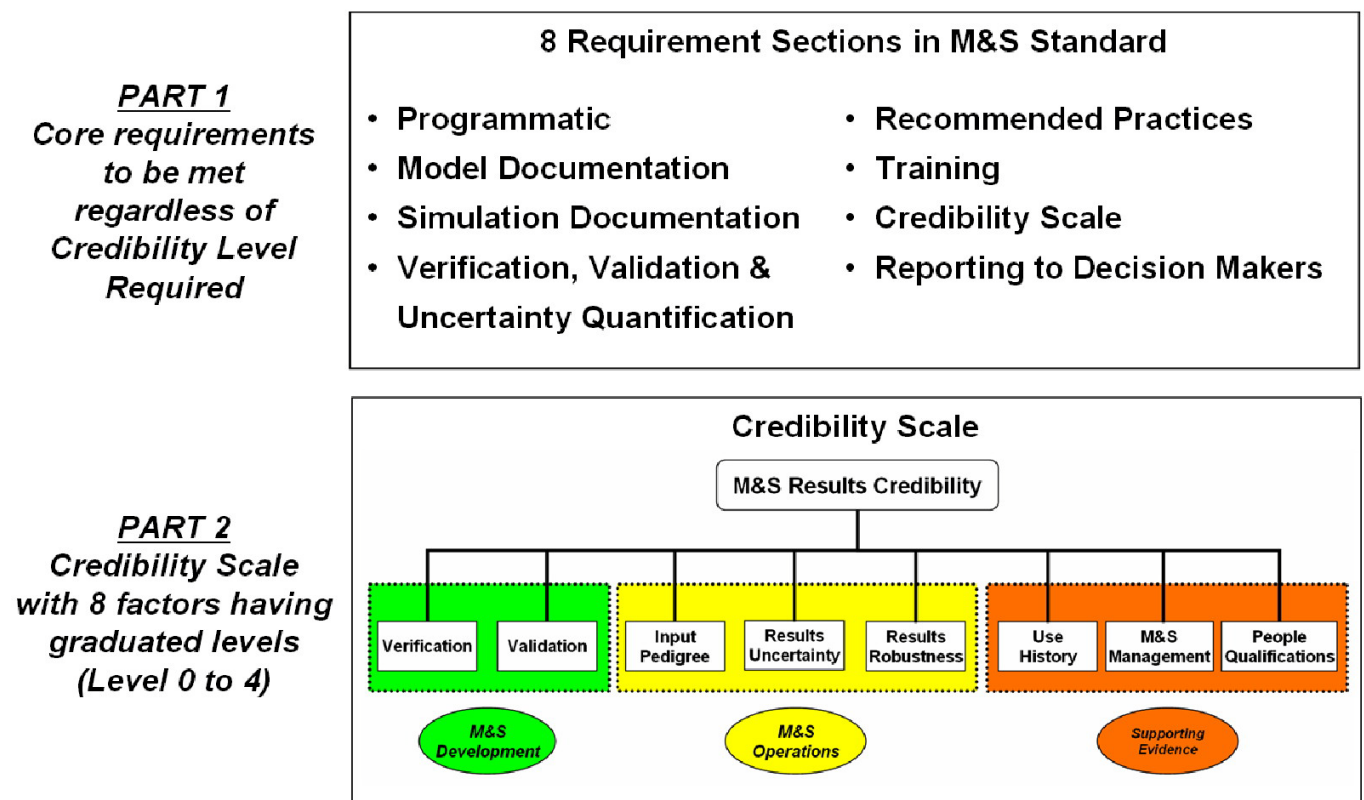 PART 1
Core requirements
to be met
regardless of
Credibility Level
Required
8 Requirement Sections in M&S Standard
• Programmatic
• Model Documentation
• Simulation Documentation
• Verification, Validation &
Uncertainty Quantification
• Recommended Practices
• Training
• Credibility Scale
• Reporting to Decision Makers
PART 2
Credibility Scale
with 8 factors having
graduated levels
(Level 0 to 4)
Credibility Scale
M&S Results Credibility
Verification
Validation
Input
Pedigree
Results
Uncertainty
Results
Robustness
Use
History
M&S
Management
People
Qualifications
M&S
Development
M&S
Operations
Supporting
Evidence